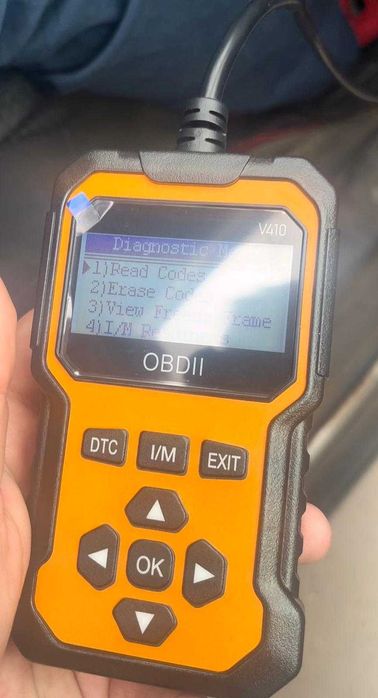 V410
Diagnostic
1)Read Codes
2)Erase
3)View Frame
4)I/M
OBDII
DTC
I/M
EXIT
OK